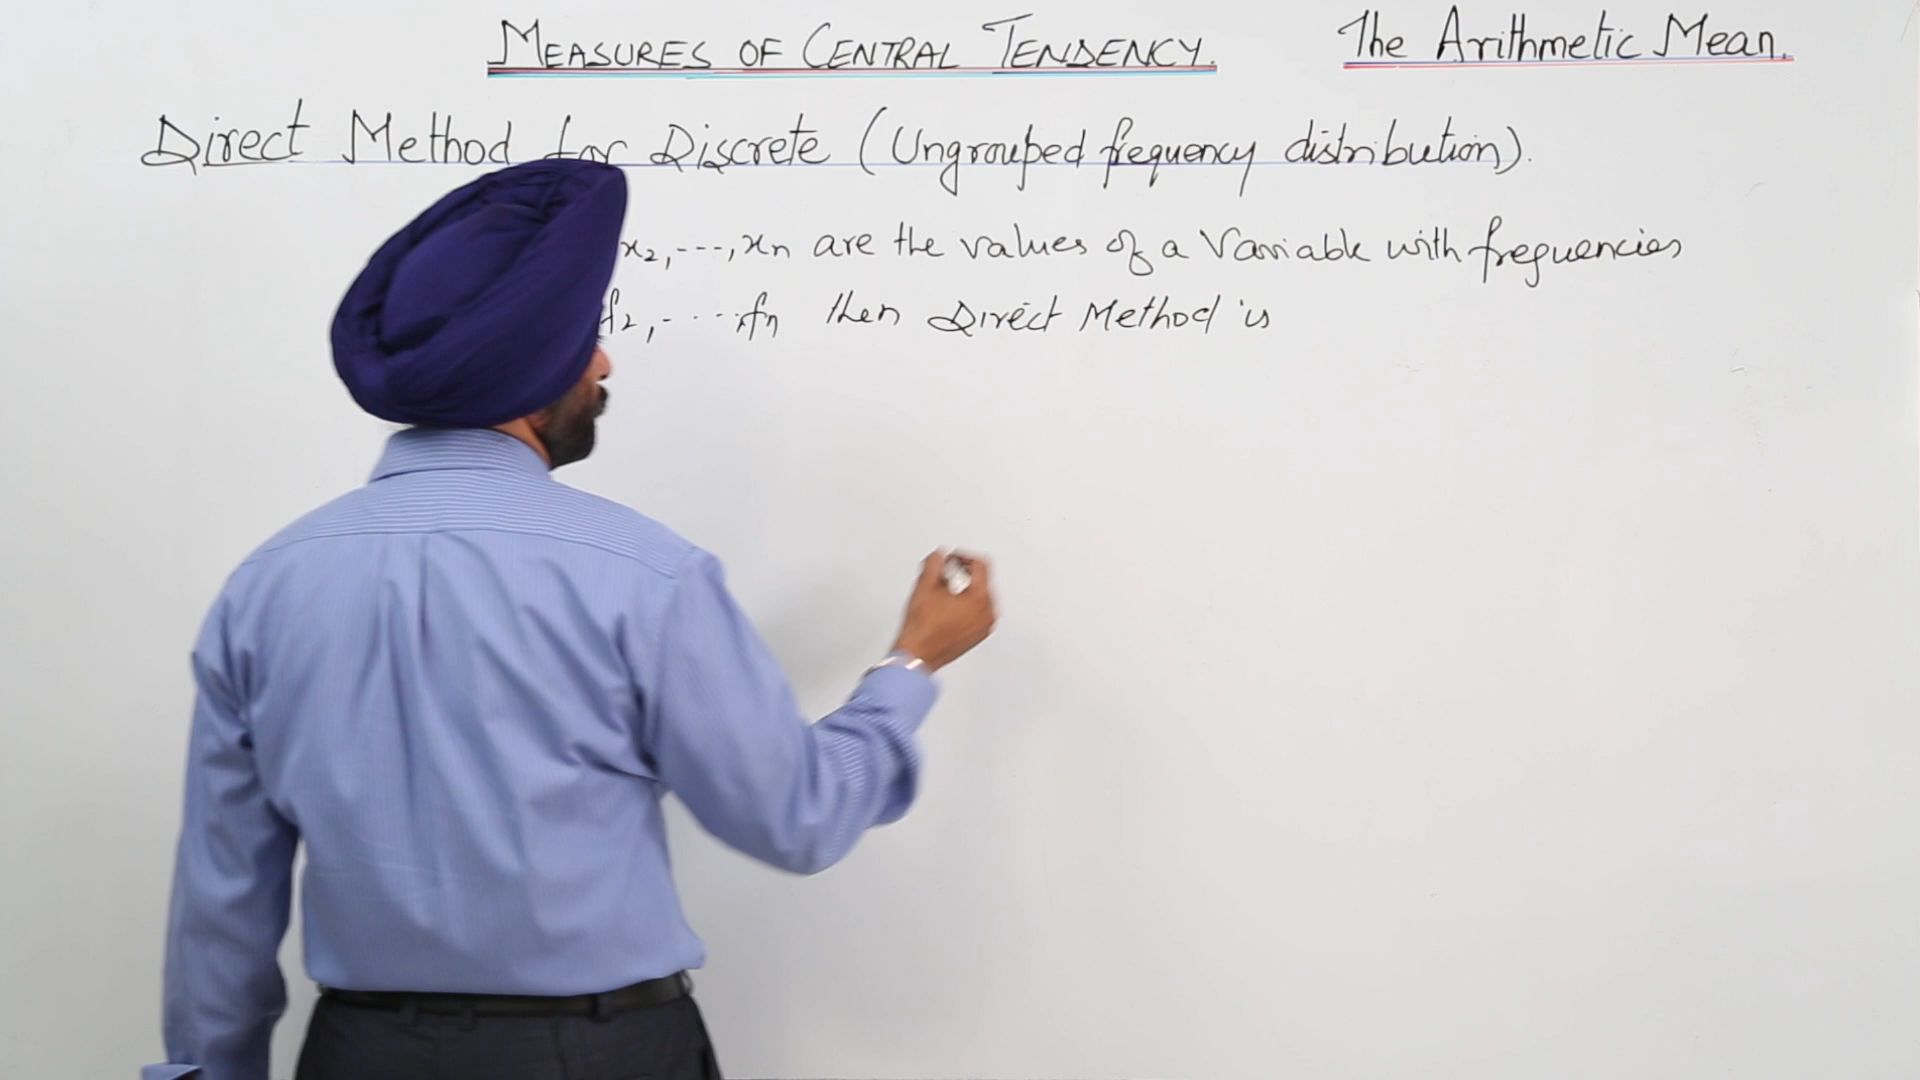 MEASURES OF CENTRAL TENDENCY. The Arithmetic Mean.
Direct Method for Discrete (Ungrouped frequency distribution).
x₂,---,xn are the values of a Variable with frequencies
f₂,- ....,fn then Direct Method is